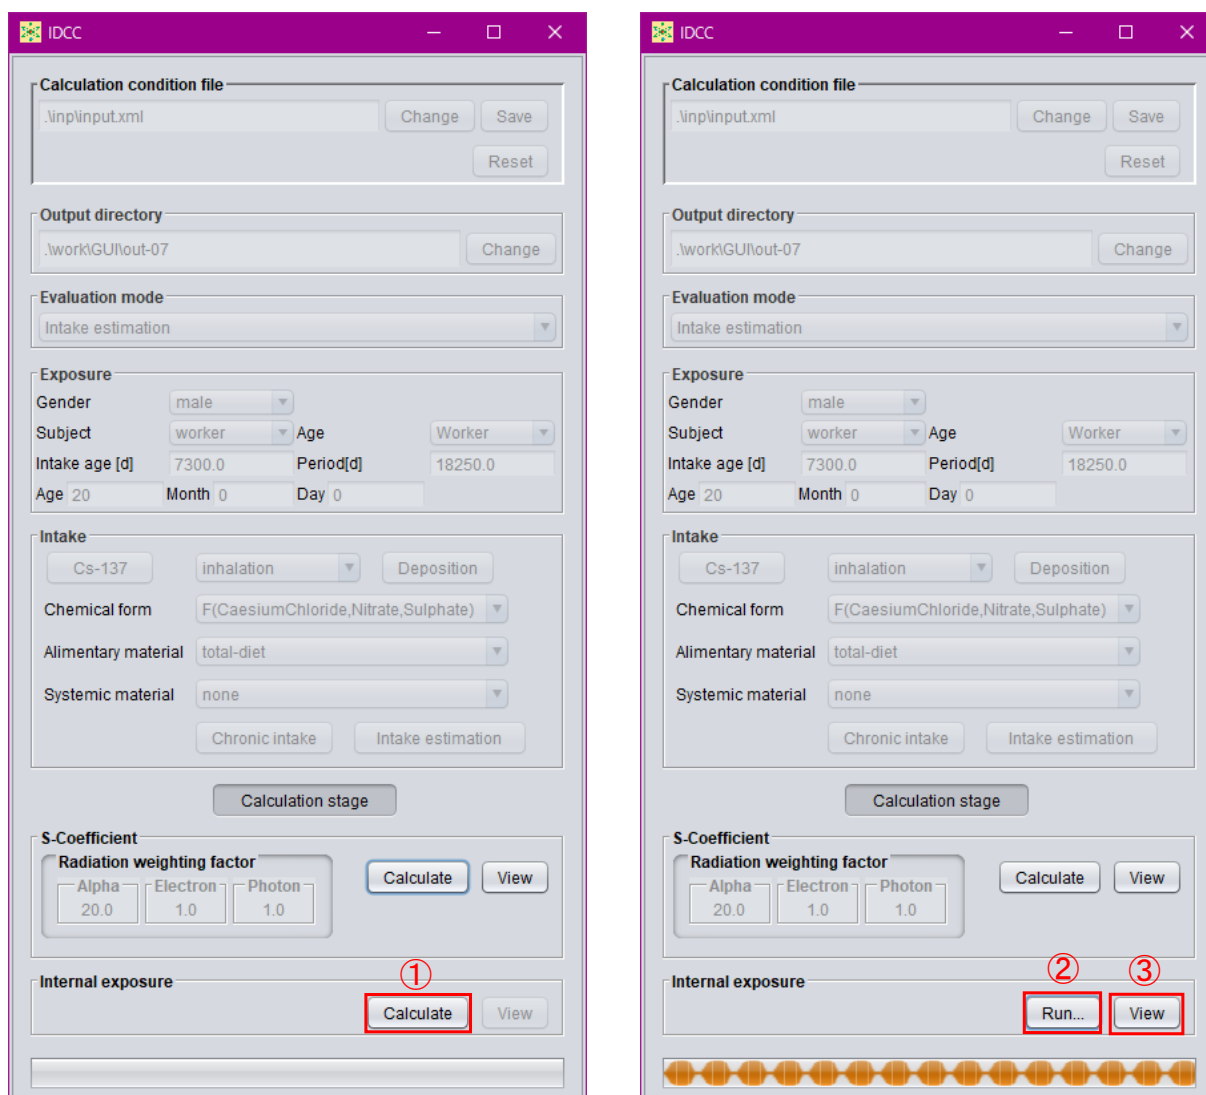 IDCC
Calculation condition file
.\inp\input.xml Change Save
Reset
Output directory
.\work\GUI\out-07 Change
Evaluation mode
Intake estimation
Exposure
Gender male
Subject worker Age Worker
Intake age [d] 7300.0 Period[d] 18250.0
Age 20 Month 0 Day 0
Intake
Cs-137 inhalation Deposition
Chemical form F(CaesiumChloride,Nitrate,Sulphate)
Alimentary material total-diet
Systemic material none
Chronic intake Intake estimation
Calculation stage
S-Coefficient
Radiation weighting factor
Alpha Electron Photon
Calculate View
20.0 1.0 1.0
①
Internal exposure
Calculate View
IDCC
Calculation condition file
.\inp\input.xml Change Save
Reset
Output directory
.\work\GUI\out-07 Change
Evaluation mode
Intake estimation
Exposure
Gender male
Subject worker Age Worker
Intake age [d] 7300.0 Period[d] 18250.0
Age 20 Month 0 Day 0
Intake
Cs-137 inhalation Deposition
Chemical form F(CaesiumChloride,Nitrate,Sulphate)
Alimentary material total-diet
Systemic material none
Chronic intake Intake estimation
Calculation stage
S-Coefficient
Radiation weighting factor
Alpha Electron Photon
Calculate View
20.0 1.0 1.0
② ③
Internal exposure
Run... View